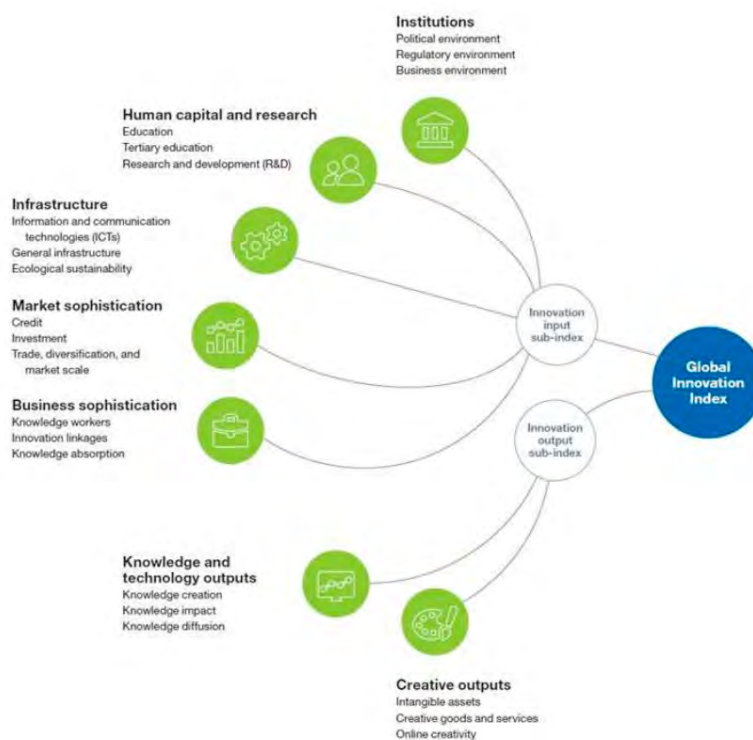 Institutions
Political environment
Regulatory environment
Business environment
Human capital and research
Education
Tertiary education
Research and development (R&D)
Infrastructure
Information and communication
technologies (ICTs)
General infrastructure
Ecological sustainability
Market sophistication
Credit
Investment
Trade, diversification, and
market scale
Business sophistication
Knowledge workers
Innovation linkages
Knowledge absorption
Innovation
input
sub-index
Global
Innovation
Index
Innovation
output
sub-index
Knowledge and
technology outputs
Knowledge creation
Knowledge impact
Knowledge diffusion
Creative outputs
Intangible assets
Creative goods and services
Online creativity